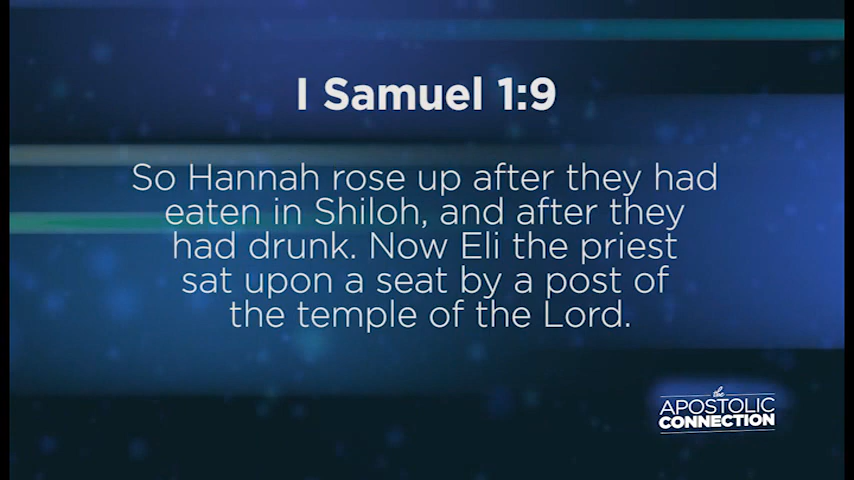 I Samuel 1:9
So Hannah rose up after they had
eaten in Shiloh, and after they
had drunk. Now Eli the priest
sat upon a seat by a post of
the temple of the Lord.
the
APOSTOLIC
CONNECTION